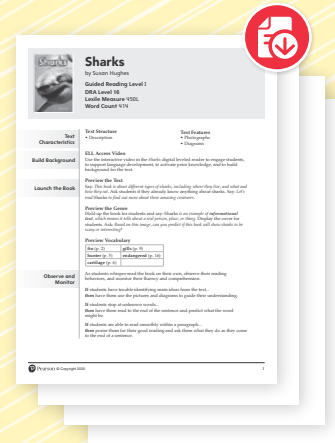 Sharks
Sharks
by Susan Hughes
Guided Reading Level I
DRA Level 16
Lexile Measure 450L
Word Count 414
Text
Characteristics
Text Structure
• Description
Text Features
• Photographs
• Diagrams
Build Background
ELL Access Video
Use the interactive video in the Sharks digital leveled reader to engage students,
to support language development, to activate prior knowledge, and to build
background for the text.
Launch the Book
Preview the Text
Say: This book is about different types of sharks, including where they live, and what and
how they eat. Ask students if they already know anything about sharks. Say: Let's
read Sharks to find out more about these amazing creatures.
Preview the Genre
Hold up the book for students and say: Sharks is an example of informational
text, which means it tells about a real person, place, or thing. Display the cover for
students. Ask: Based on this image, can you predict if this book will show sharks to be
scary or interesting?
Preview Vocabulary
fin (p. 2) gills (p. 9)
hunter (p. 5) endangered (p. 16)
cartilage (p. 6)
Observe and
Monitor
As students whisper-read the book on their own, observe their reading
behaviors, and monitor their fluency and comprehension.
If students have trouble identifying main ideas from the text...
then have them use the pictures and diagrams to guide their understanding.
If students stop at unknown words...
then have them read to the end of the sentence and predict what the word
might be.
If students are able to read smoothly within a paragraph...
then praise them for their good reading and ask them what they do as they come
to the end of a sentence.
Pearson © Copyright 2020
1